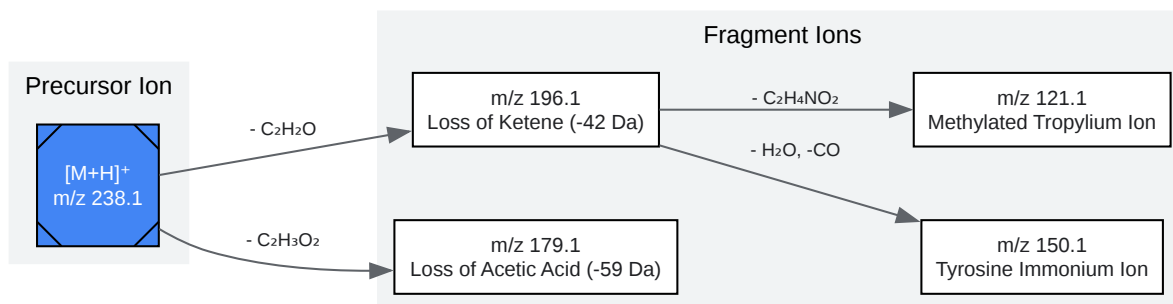 Fragment Ions
Precursor Ion
[M+H]⁺
m/z 238.1
- C₂H₂O
- C₂H₃O₂
m/z 196.1
Loss of Ketene (-42 Da)
m/z 179.1
Loss of Acetic Acid (-59 Da)
- C₂H₄NO₂
- H₂O, -CO
m/z 121.1
Methylated Tropylium Ion
m/z 150.1
Tyrosine Immonium Ion